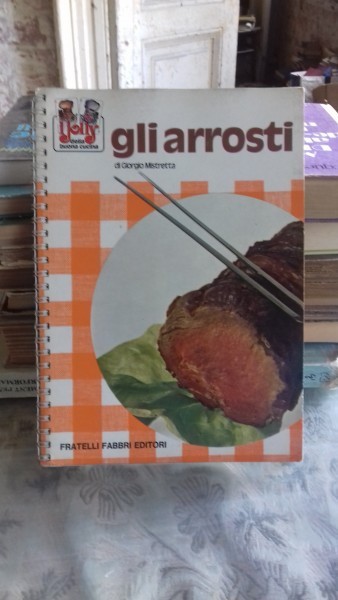 Jolly
della
buona cucina
gli arrosti
di Giorgio Mistretta
FRATELLI FABBRI EDITORI